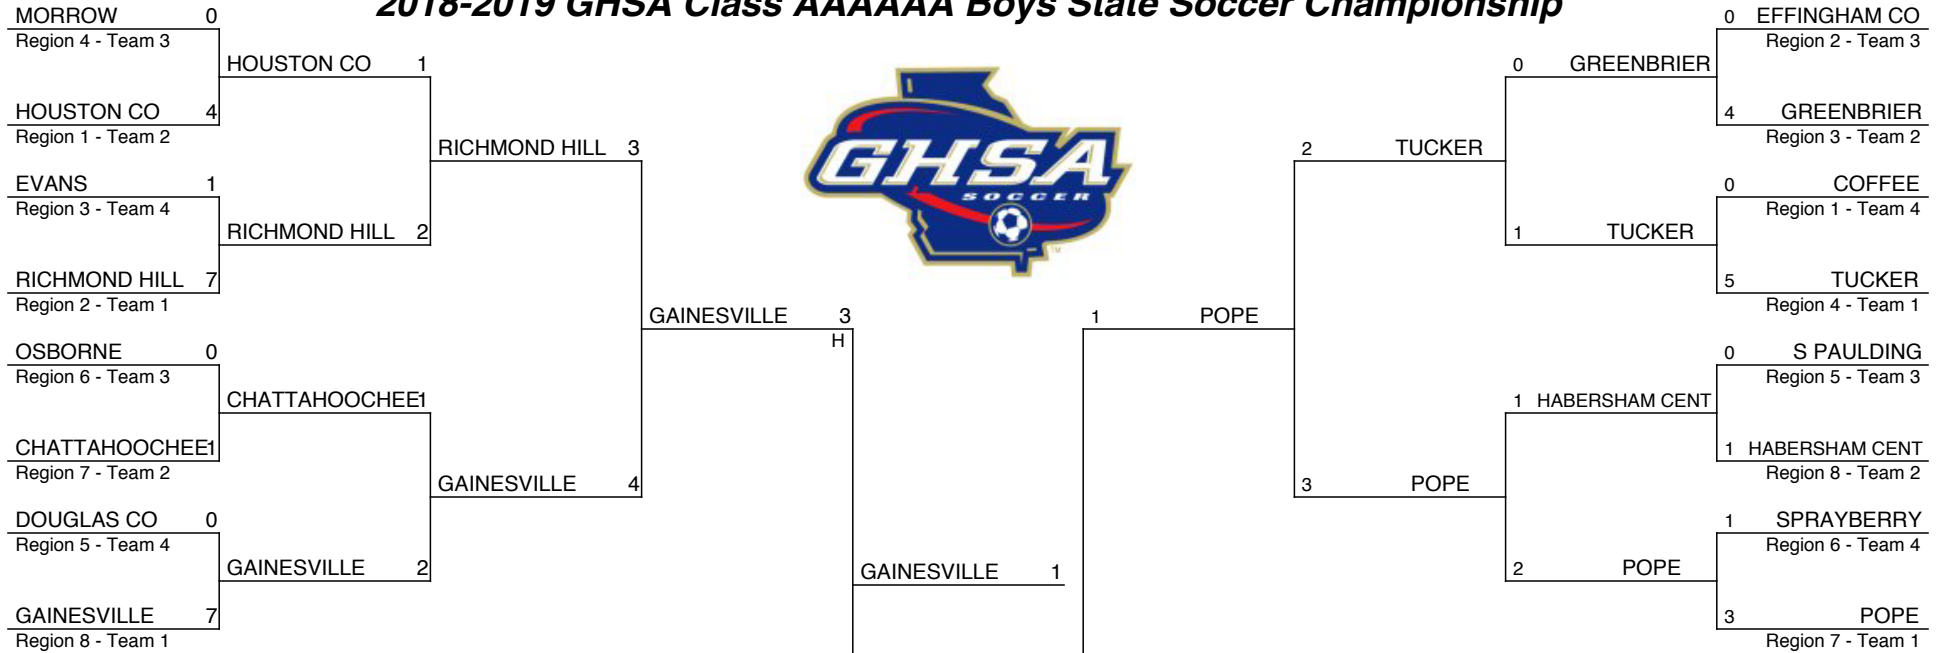 2018-2019 GHSA Class AAAAAA Boys State Soccer Championship
MORROW 0
Region 4 - Team 3
HOUSTON CO 1
HOUSTON CO 4
Region 1 - Team 2
RICHMOND HILL 3
EVANS 1
Region 3 - Team 4
RICHMOND HILL 2
RICHMOND HILL 7
Region 2 - Team 1
GAINESVILLE 3
H
OSBORNE 0
Region 6 - Team 3
CHATTAHOOCHEE 1
CHATTAHOOCHEE 1
Region 7 - Team 2
GAINESVILLE 4
DOUGLAS CO 0
Region 5 - Team 4
GAINESVILLE 2
GAINESVILLE 7
Region 8 - Team 1
GAINESVILLE 1
GHSA
SOCCER
TM
0 EFFINGHAM CO
Region 2 - Team 3
0 GREENBRIER
4 GREENBRIER
Region 3 - Team 2
2 TUCKER
0 COFFEE
Region 1 - Team 4
1 TUCKER
5 TUCKER
Region 4 - Team 1
1 POPE
0 S PAULDING
Region 5 - Team 3
1 HABERSHAM CENT
1 HABERSHAM CENT
Region 8 - Team 2
3 POPE
1 SPRAYBERRY
Region 6 - Team 4
2 POPE
3 POPE
Region 7 - Team 1